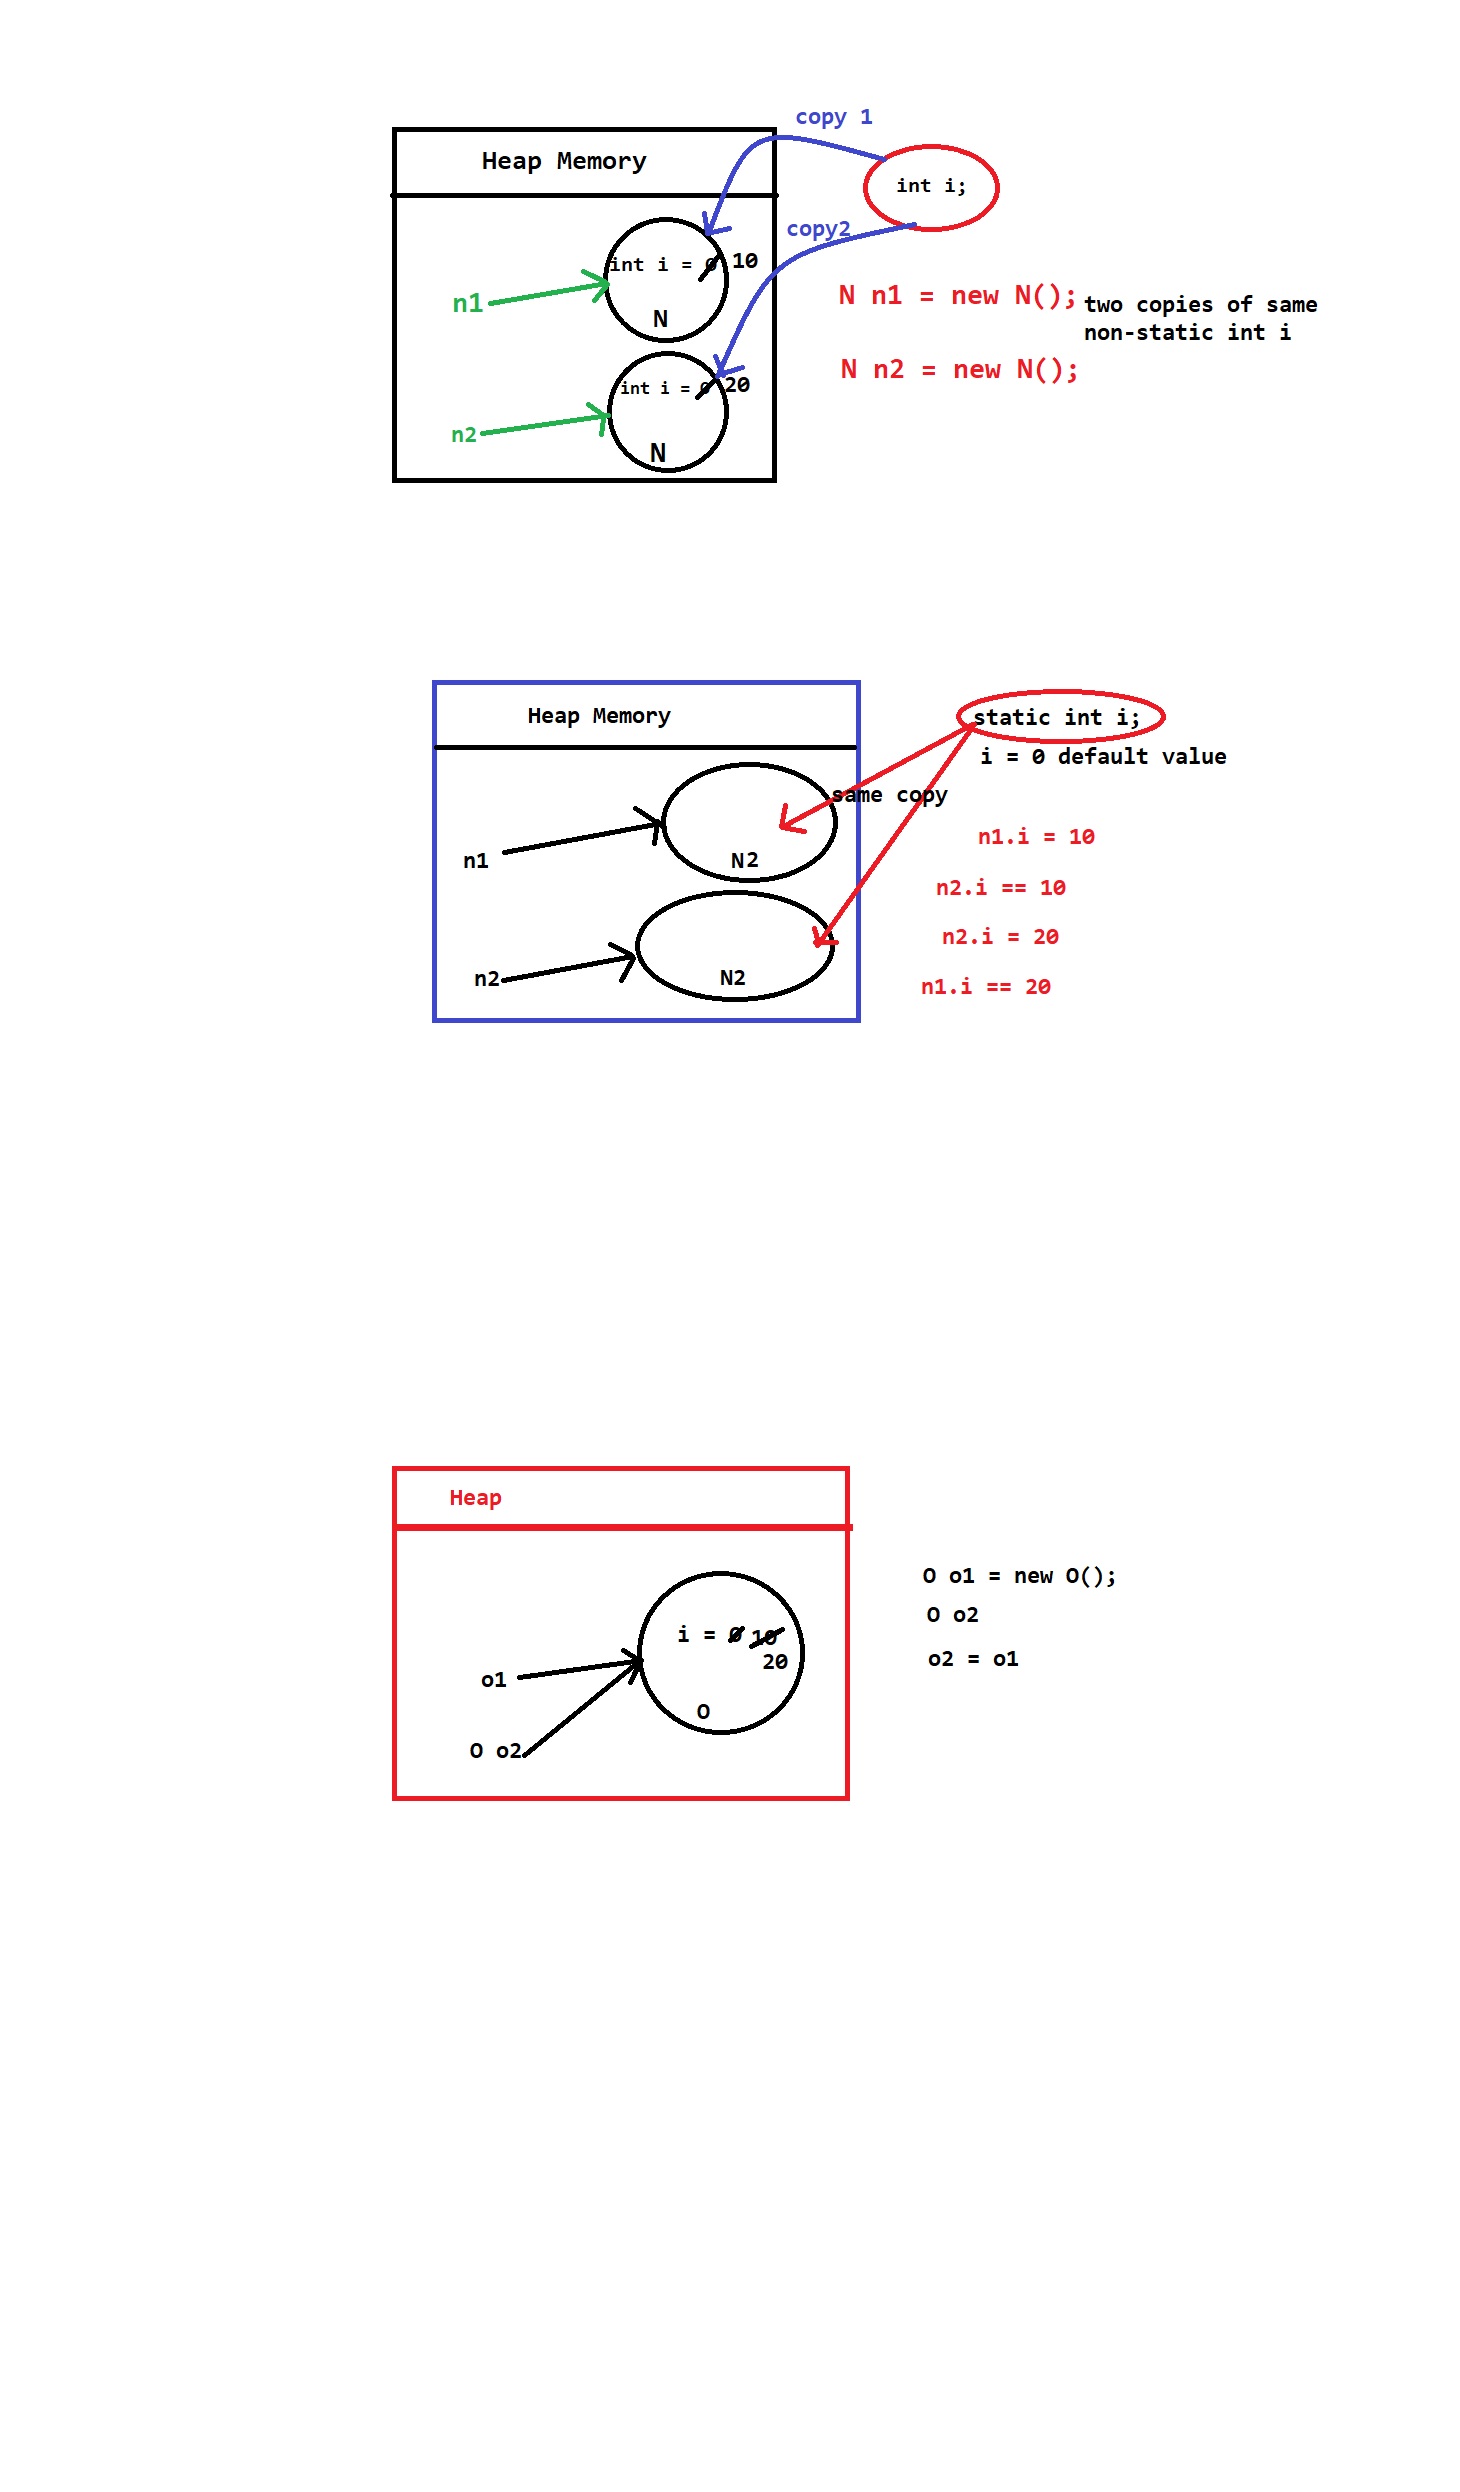 copy 1
Heap Memory
int i;
copy2
int i = 0 10
n1
N
N n1 = new N();
two copies of same
non-static int i
N n2 = new N();
int i = 0 20
n2
N
Heap Memory
static int i;
i = 0 default value
same copy
n1
N2
n1.i = 10
n2.i == 10
n2.i = 20
n2
N2
n1.i == 20
Heap
O o1 = new O();
O o2
i = 0 10
20
o2 = o1
o1
O
O o2